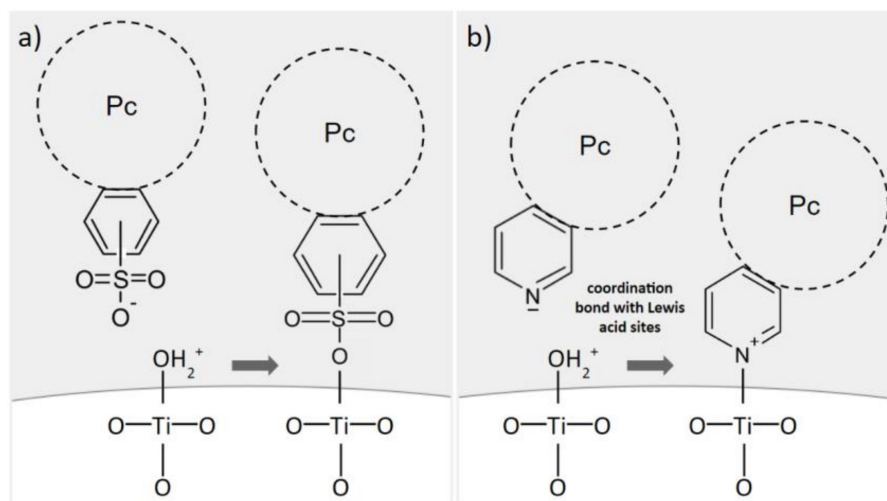 a)
Pc
O=S=O
O-
OH2+
O-Ti-O
O
Pc
O=S=O
O
O-Ti-O
O
b)
Pc
N
coordination
bond with Lewis
acid sites
OH2+
O-Ti-O
O
Pc
N+
O-Ti-O
O